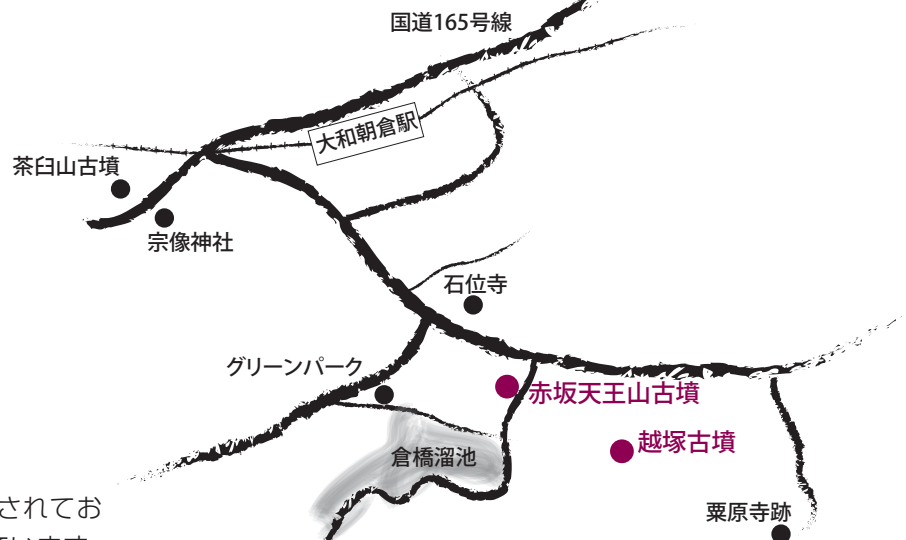 国道165号線
大和朝倉駅
茶臼山古墳
宗像神社
石位寺
グリーンパーク
赤坂天王山古墳
倉橋溜池
越塚古墳
粟原寺跡
されてお